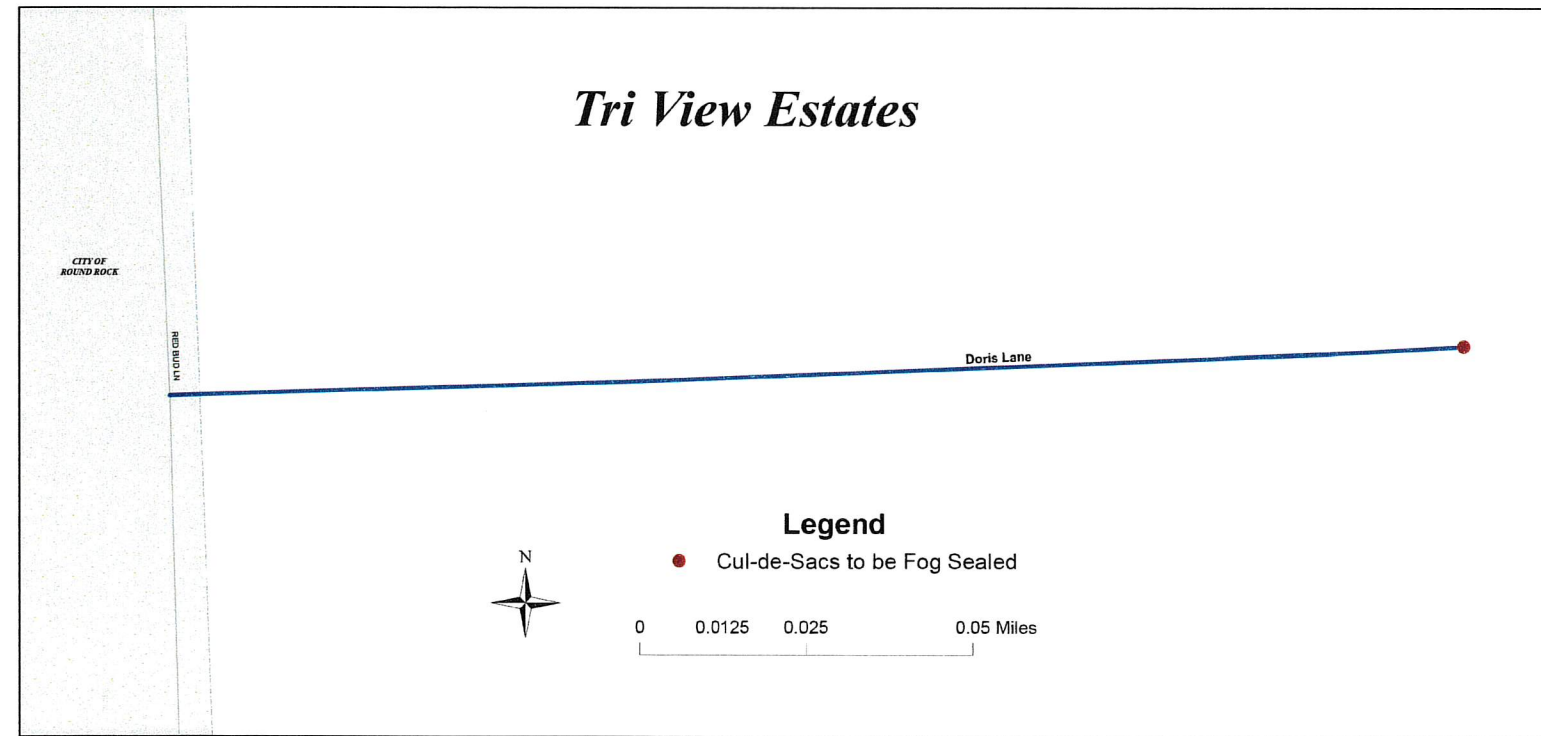 Tri View Estates
CITY OF
ROUND ROCK
RED BUD LN
Doris Lane
Legend
Cul-de-Sacs to be Fog Sealed
N
0 0.0125 0.025 0.05 Miles